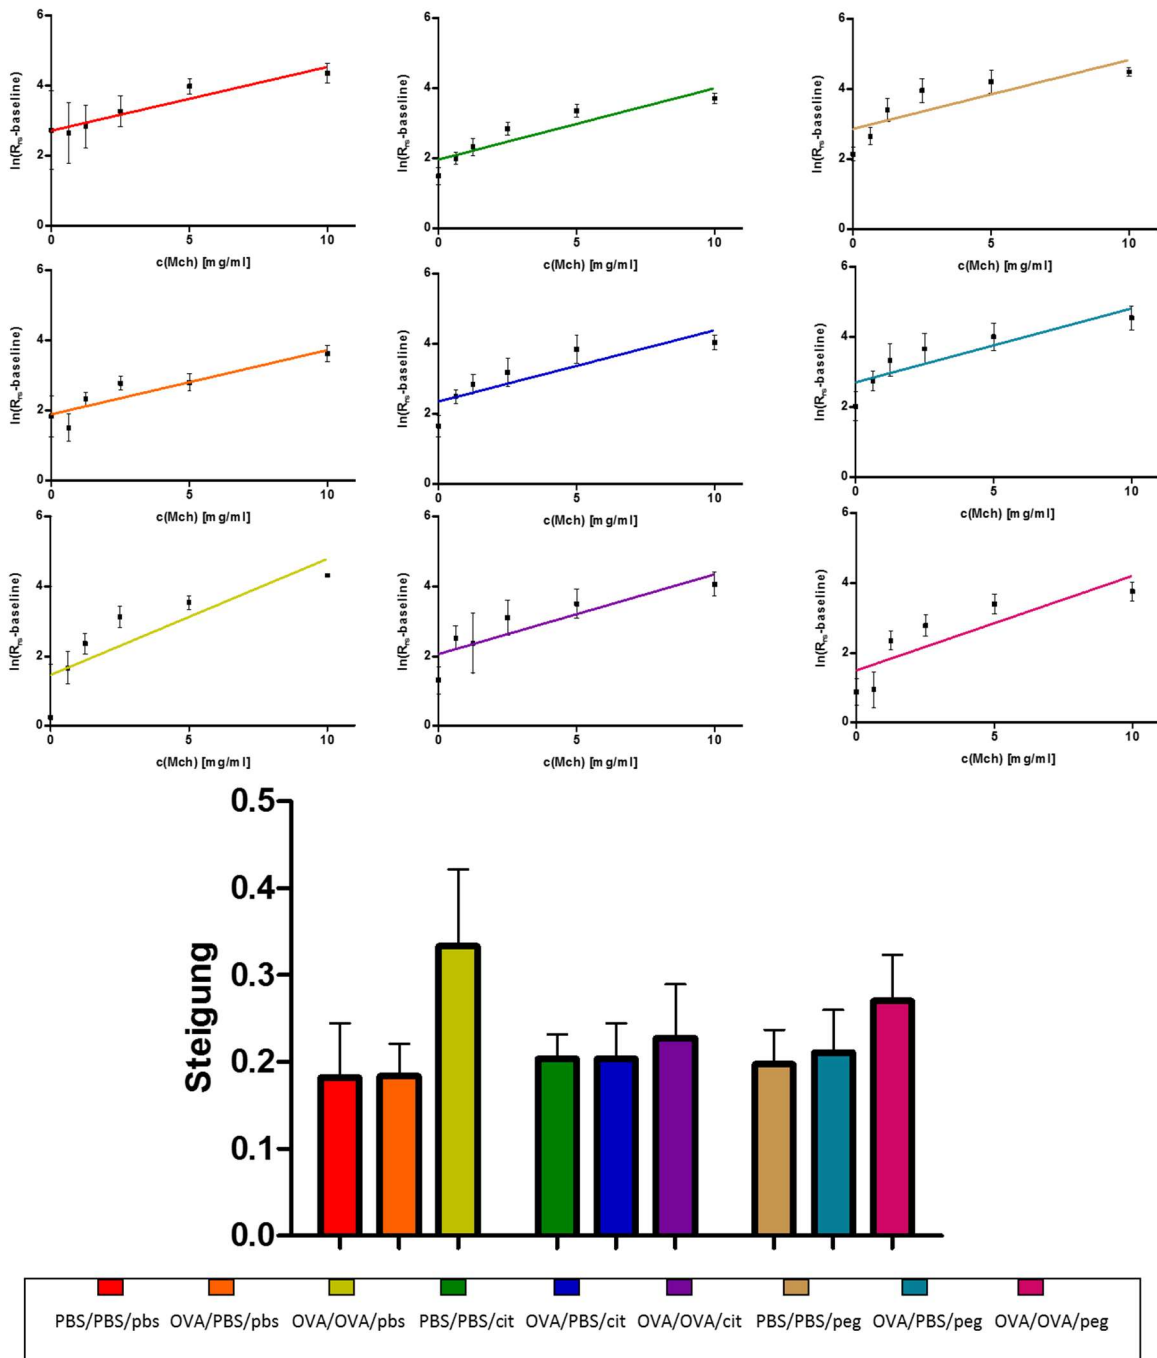 ln(Rrs-baseline)
6
4
2
0
0 5 10
c(Mch) [mg/ml]
ln(Rrs-baseline)
6
4
2
0
0 5 10
c(Mch) [mg/ml]
ln(Rrs-baseline)
6
4
2
0
0 5 10
c(Mch) [mg/ml]
ln(Rrs-baseline)
6
4
2
0
0 5 10
c(Mch) [mg/ml]
ln(Rrs-baseline)
6
4
2
0
0 5 10
c(Mch) [mg/ml]
ln(Rrs-baseline)
6
4
2
0
0 5 10
c(Mch) [mg/ml]
ln(Rrs-baseline)
6
4
2
0
0 5 10
c(Mch) [mg/ml]
ln(Rrs-baseline)
6
4
2
0
0 5 10
c(Mch) [mg/ml]
ln(Rrs-baseline)
6
4
2
0
0 5 10
c(Mch) [mg/ml]
Steigung
0.5
0.4
0.3
0.2
0.1
0.0
PBS/PBS/pbs OVA/PBS/pbs OVA/OVA/pbs PBS/PBS/cit OVA/PBS/cit OVA/OVA/cit PBS/PBS/peg OVA/PBS/peg OVA/OVA/peg